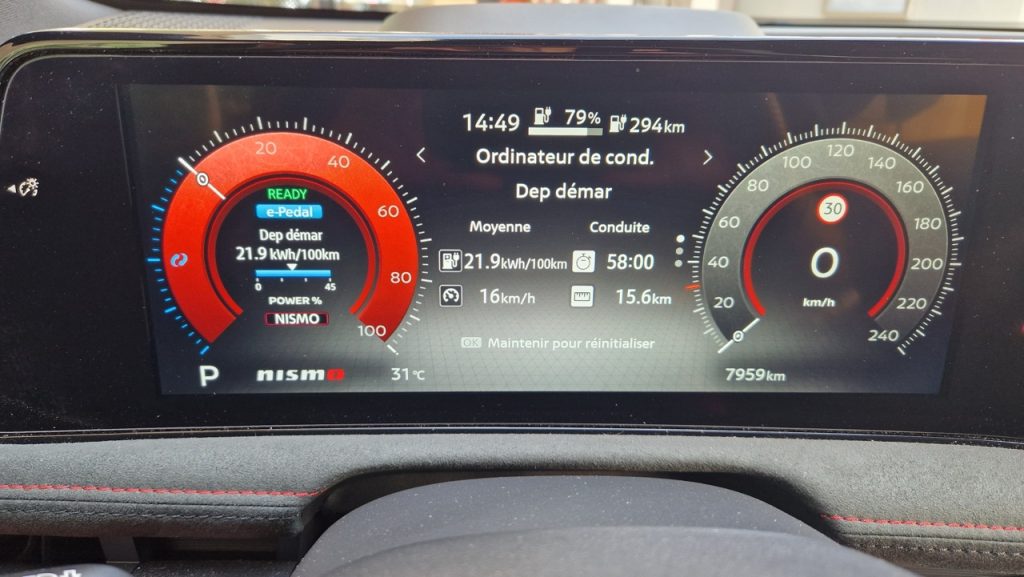 14:49 79% 294km
Ordinateur de cond.
Dep démar
Moyenne Conduite
21.9kWh/100km 58:00
16km/h 15.6km
OK Maintenir pour réinitialiser
0 20 40 60 80 100
READY
e-Pedal
Dep démar
21.9 kWh/100km
0 45
POWER %
NISMO
P nismo 31°C
0 20 40 60 80 100 120 140 160 180 200 220 240
30
0
km/h
7959km